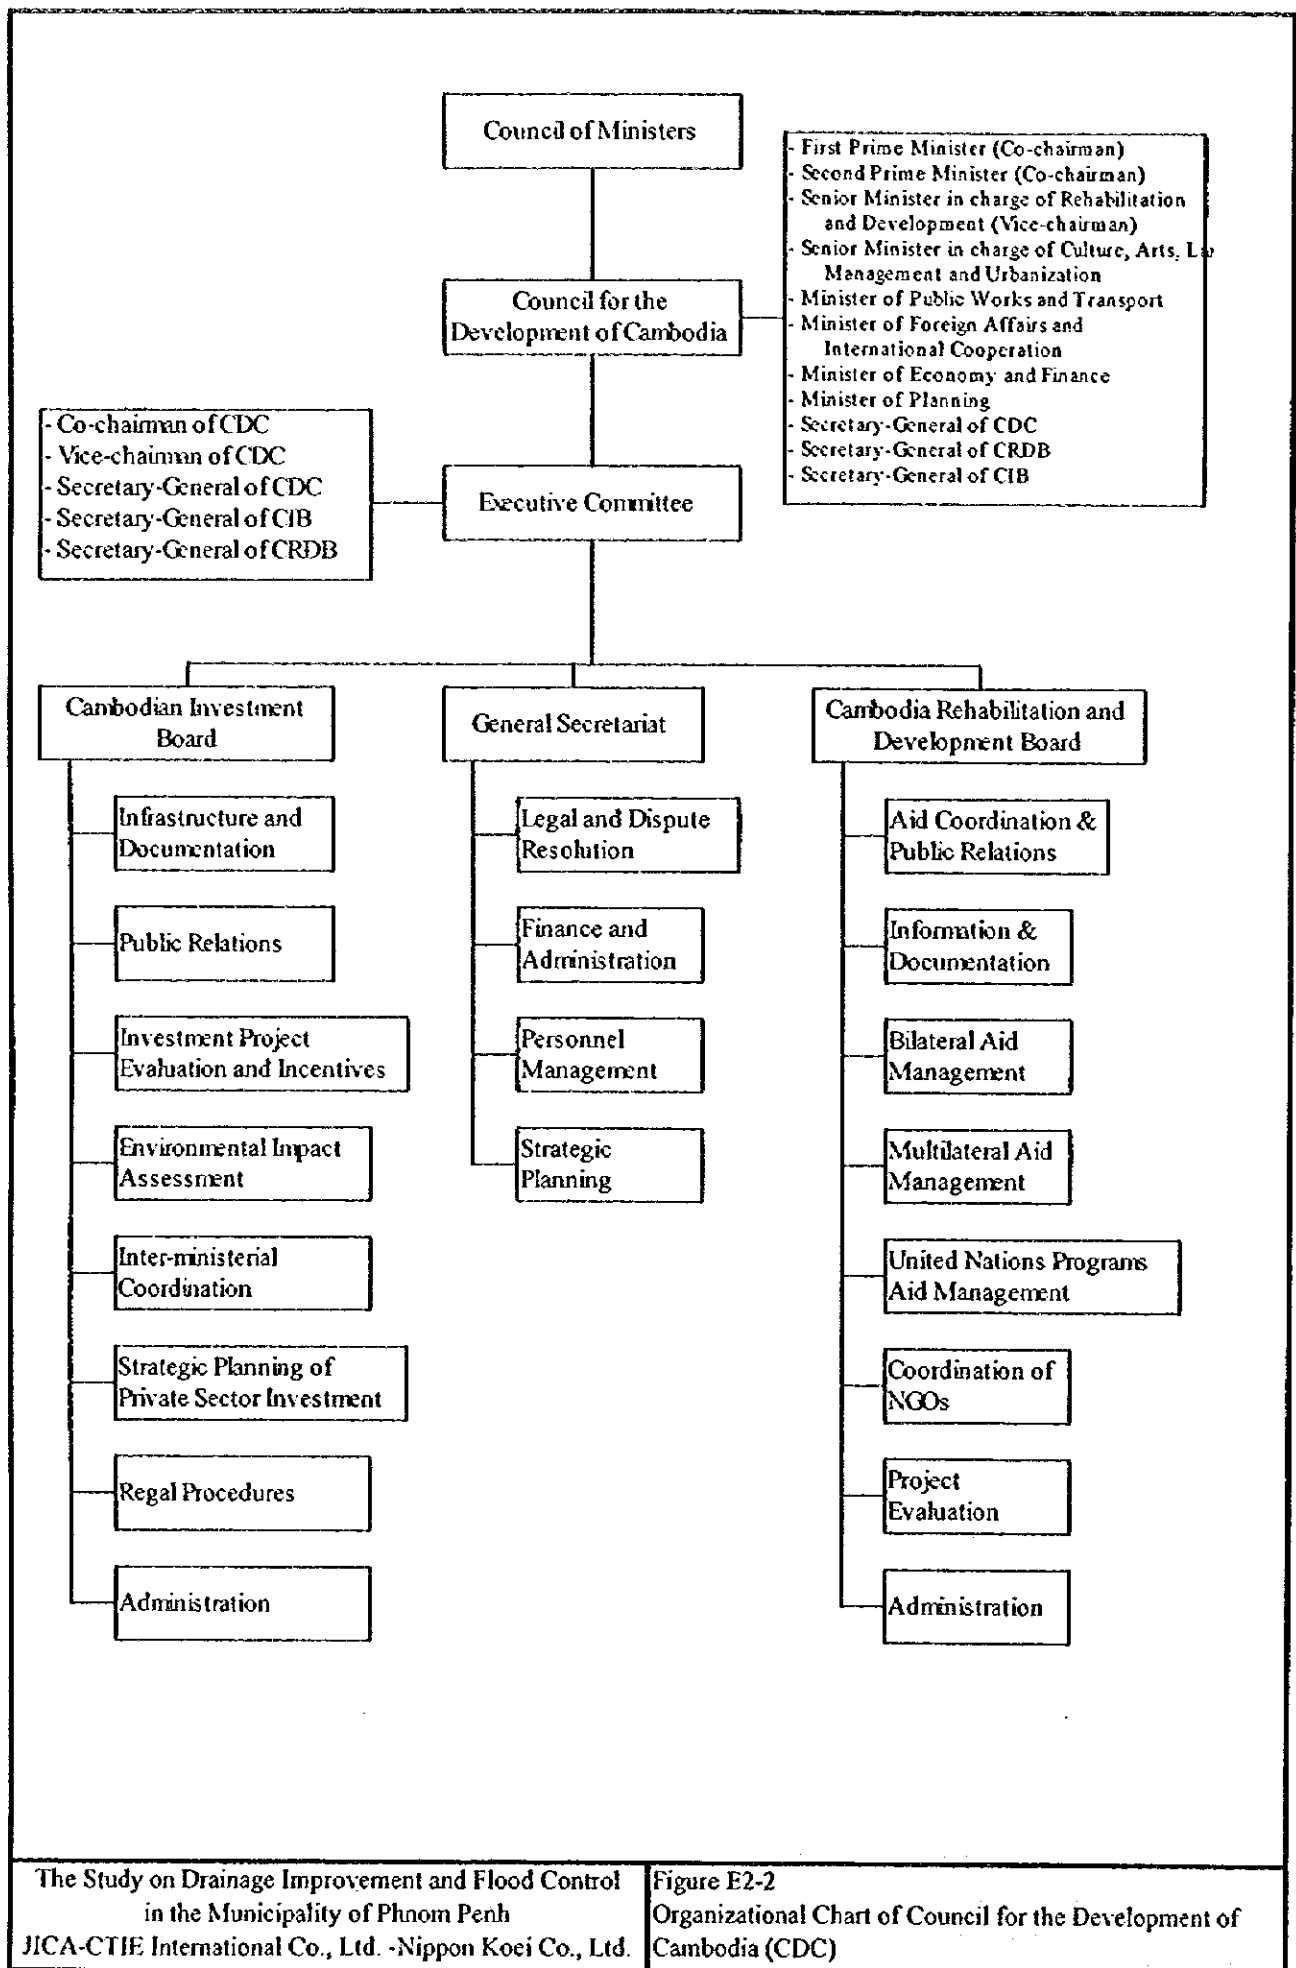 Council of Ministers
- First Prime Minister (Co-chairman)
- Second Prime Minister (Co-chairman)
- Senior Minister in charge of Rehabilitation
and Development (Vice-chairman)
- Senior Minister in charge of Culture, Arts,
Management and Urbanization
- Minister of Public Works and Transport
- Minister of Foreign Affairs and
International Cooperation
- Minister of Economy and Finance
- Minister of Planning
- Secretary-General of CDC
- Secretary-General of CRDB
- Secretary-General of CIB
Council for the
Development of Cambodia
- Co-chairman of CDC
- Vice-chairman of CDC
- Secretary-General of CDC
- Secretary-General of CIB
- Secretary-General of CRDB
Executive Committee
Cambodian Investment
Board
Infrastructure and
Documentation
Public Relations
Investment Project
Evaluation and Incentives
Environmental Impact
Assessment
Inter-ministerial
Coordination
Strategic Planning of
Private Sector Investment
Regal Procedures
Administration
General Secretariat
Legal and Dispute
Resolution
Finance and
Administration
Personnel
Management
Strategic
Planning
Cambodia Rehabilitation and
Development Board
Aid Coordination &
Public Relations
Information &
Documentation
Bilateral Aid
Management
Multilateral Aid
Management
United Nations Programs
Aid Management
Coordination of
NGOs
Project
Evaluation
Administration
The Study on Drainage Improvement and Flood Control
in the Municipality of Phnom Penh
JICA-CTIE International Co., Ltd. -Nippon Koei Co., Ltd.
Figure E2-2
Organizational Chart of Council for the Development of
Cambodia (CDC)